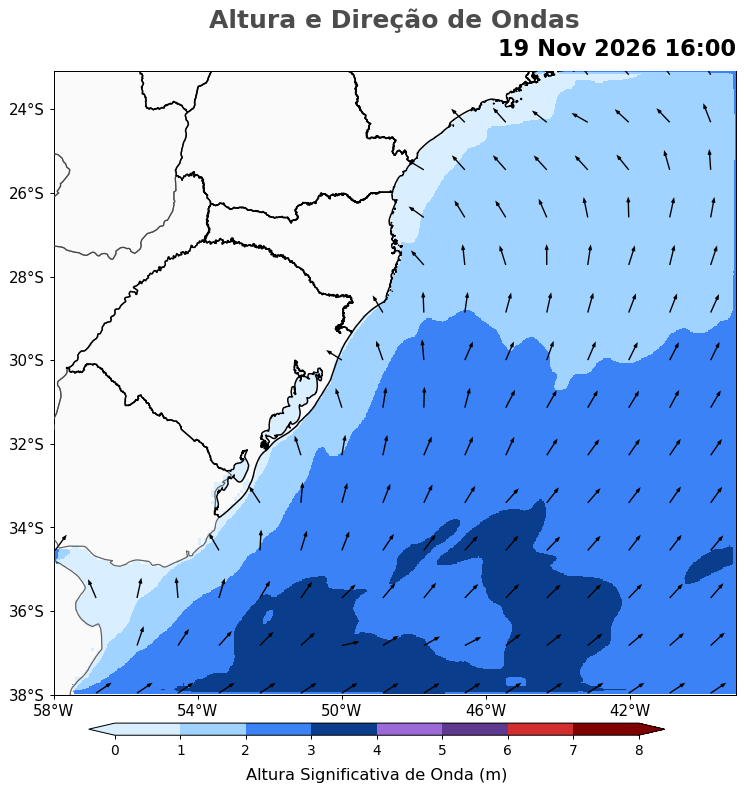 Altura e Direção de Ondas
19 Nov 2026 16:00
24°S
26°S
28°S
30°S
32°S
34°S
36°S
38°S
58°W 54°W 50°W 46°W 42°W
0 1 2 3 4 5 6 7 8
Altura Significativa de Onda (m)